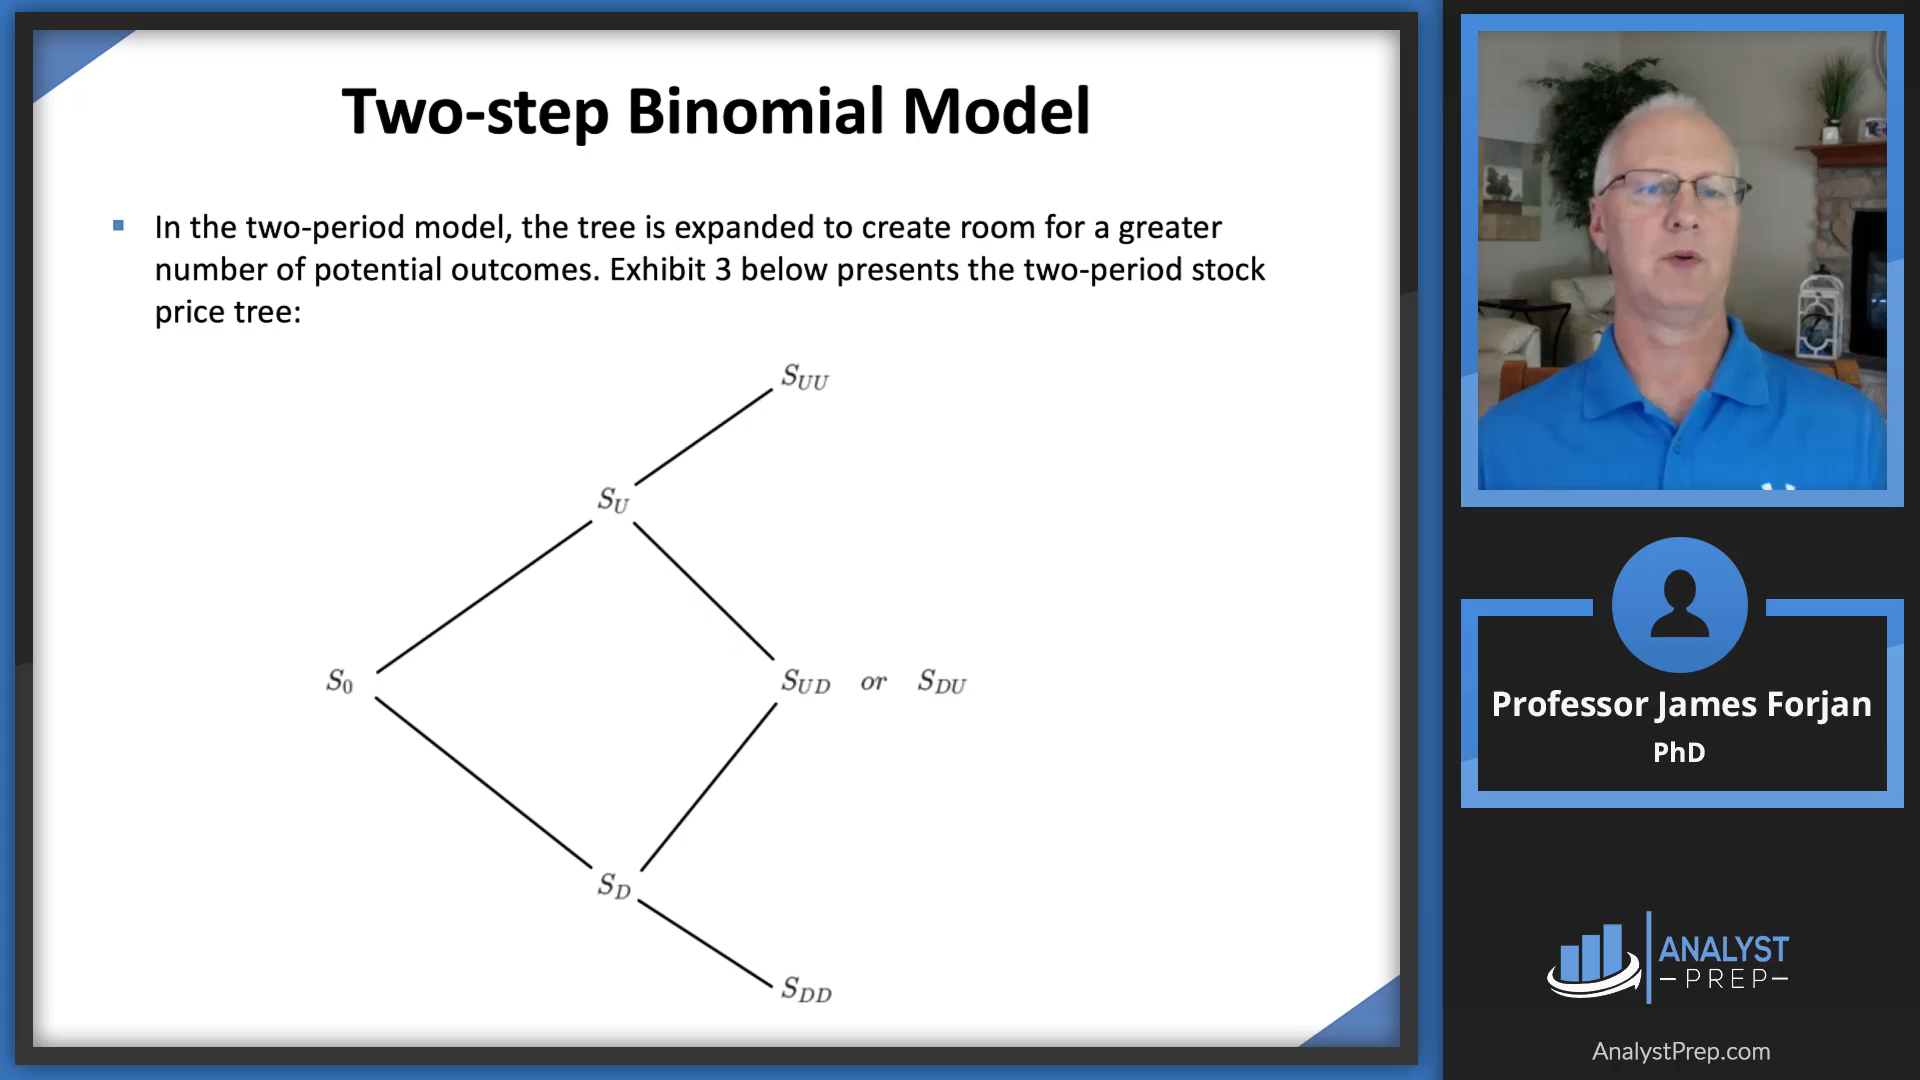 Two-step Binomial Model
In the two-period model, the tree is expanded to create room for a greater
number of potential outcomes. Exhibit 3 below presents the two-period stock
price tree:
S_UU
S_U
S_0
S_UD or S_DU
S_D
S_DD
Professor James Forjan
PhD
ANALYST
PREP
AnalystPrep.com